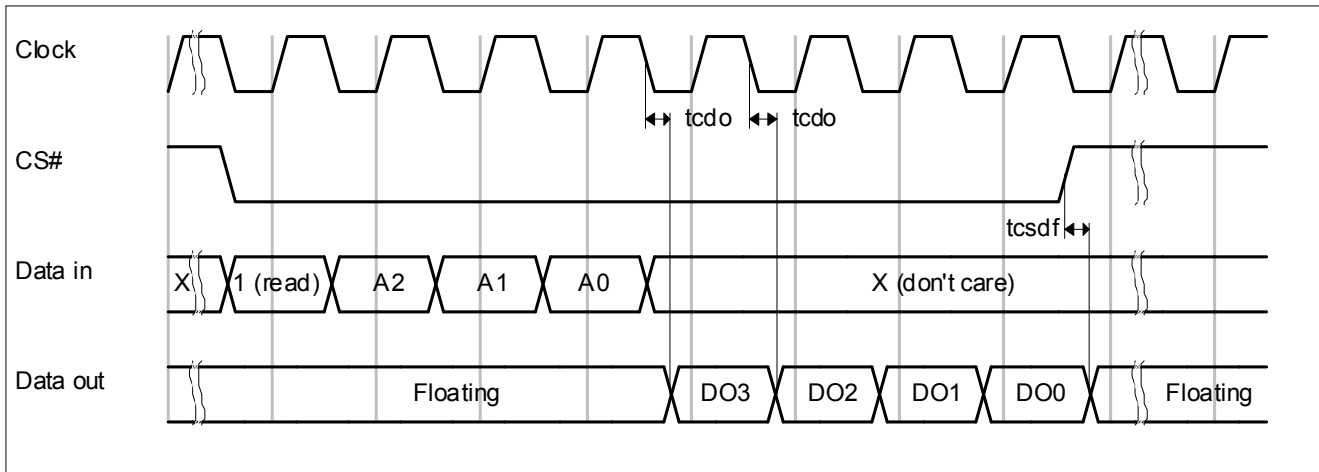 Clock
tcdo tcdo
CS#
tcsdf
Data in X 1 (read) A2 A1 A0 X (don't care)
Data out Floating DO3 DO2 DO1 DO0 Floating